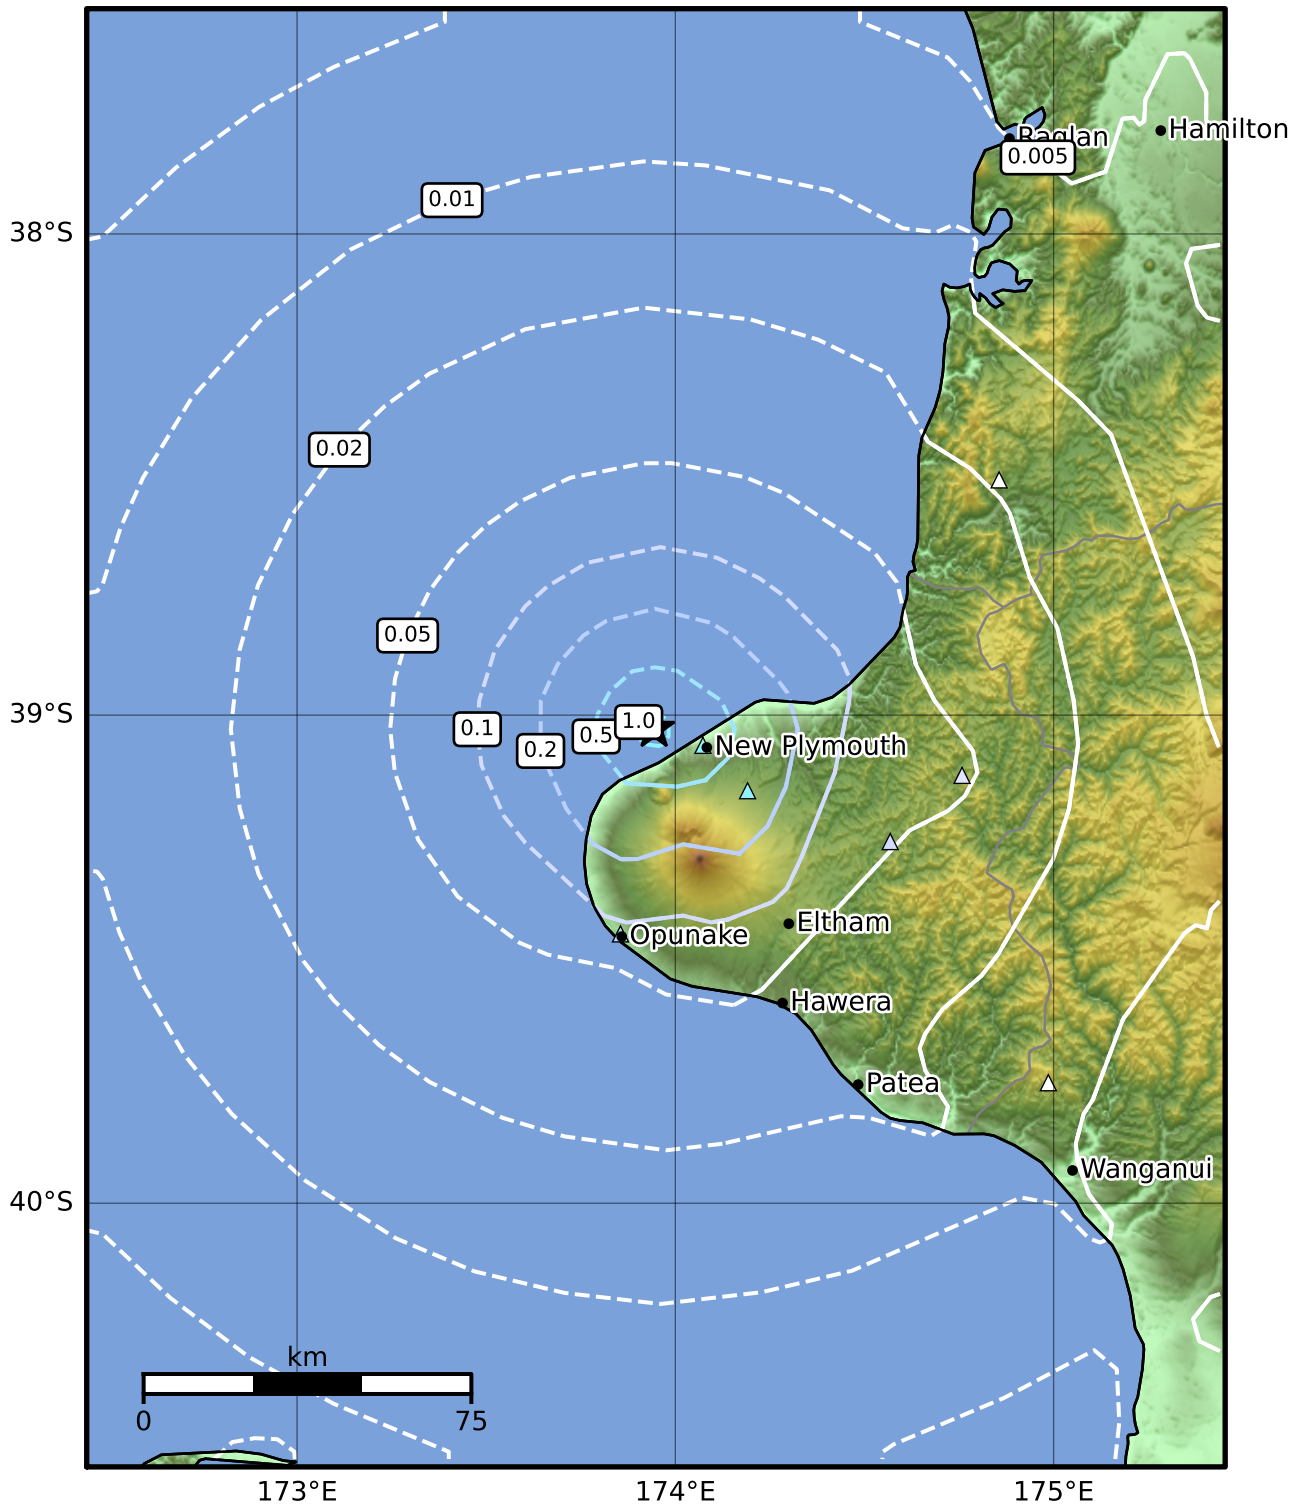 Hamilton
Raglan
0.005
0.01
38°S
0.02
0.05
39°S
0.1
0.2
0.5
1.0
New Plymouth
Eltham
Opunake
Hawera
Patea
Wanganui
40°S
km
0
75
173°E
174°E
175°E